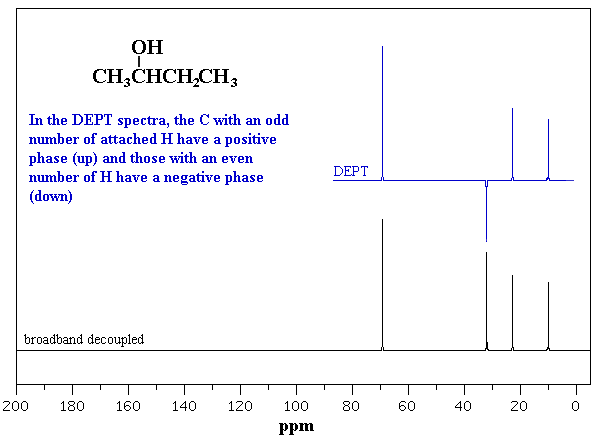 OH
CH₃CHCH₂CH₃
In the DEPT spectra, the C with an odd
number of attached H have a positive
phase (up) and those with an even
number of H have a negative phase
(down)
DEPT
broadband decoupled
200 180 160 140 120 100 80 60 40 20 0
ppm